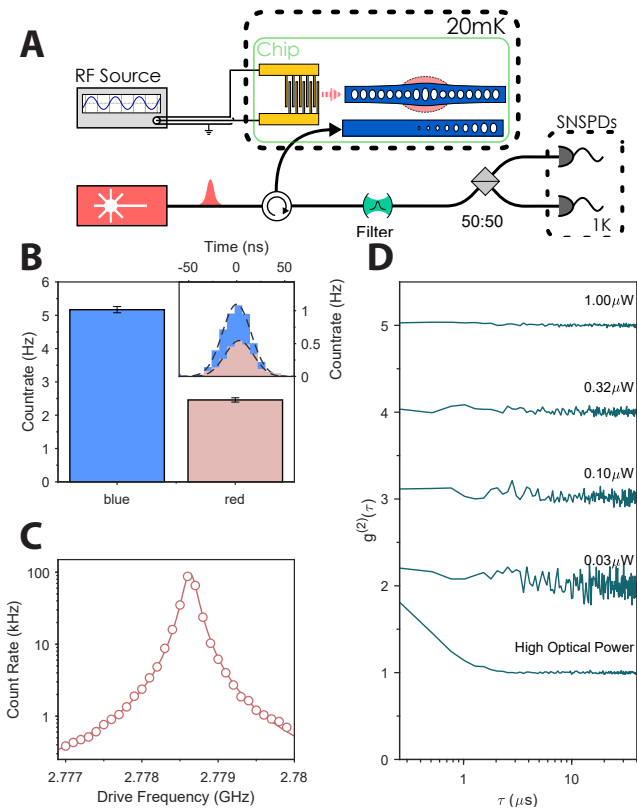 A
20mK
Chip
RF Source
SNSPDs
50:50
Filter
1K
B
Time (ns)
-50 0 50
Countrate (Hz)
0 1 2 3 4 5 6
Countrate (Hz)
0 0.5 1
blue red
C
Count Rate (kHz)
100
10
1
2.777 2.778 2.779 2.78
Drive Frequency (GHz)
D
g(2)(τ)
5
4
3
2
1
0
1.00μW
0.32μW
0.10μW
0.03μW
High Optical Power
1 10
τ (μs)